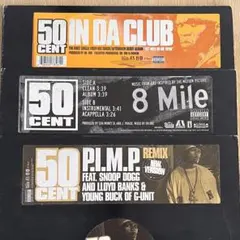 50
CENT
IN DA CLUB
50
CENT
SIDE A
CLEAN 3:39
ALBUM 3:39
SIDE B
INSTRUMENTAL 3:41
ACAPPELLA 3:26
MUSIC FROM AND INSPIRED BY THE MOTION PICTURE
8 Mile
50
CENT
P.I.M.P.
REMIX
NEW VERSION
FEAT. SNOOP DOGG
AND LLOYD BANKS &
YOUNG BUCK OF G-UNIT